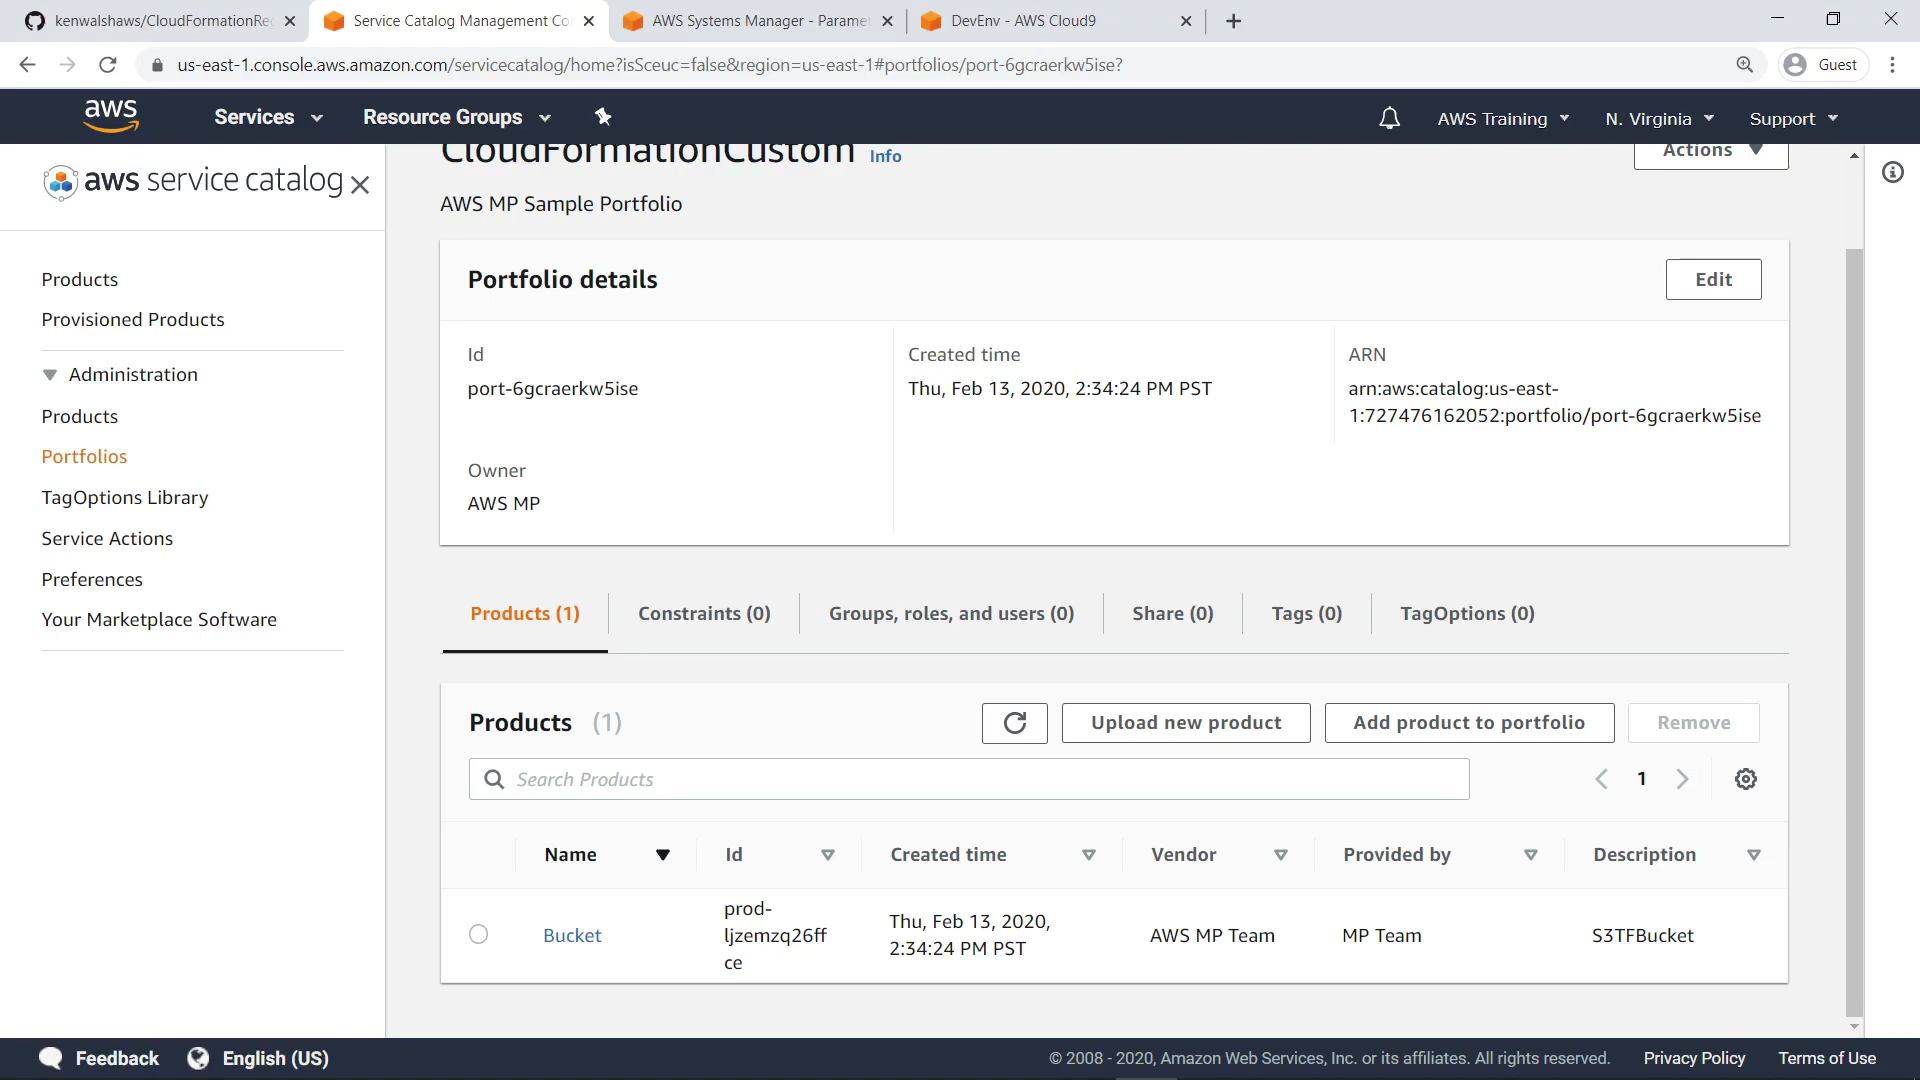 kenwalshaws/CloudFormationRe
Service Catalog Management Co
AWS Systems Manager - Paramet
DevEnv - AWS Cloud9
us-east-1.console.aws.amazon.com/servicecatalog/home?isSceuc=false&region=us-east-1#portfolios/port-6gcraerkw5ise?
Guest
aws
Services
Resource Groups
AWS Training
N. Virginia
Support
aws service catalog
Products
Provisioned Products
Administration
Products
Portfolios
TagOptions Library
Service Actions
Preferences
Your Marketplace Software
CloudFormationCustom Info
Actions
AWS MP Sample Portfolio
Portfolio details
Edit
Id
port-6gcraerkw5ise
Created time
Thu, Feb 13, 2020, 2:34:24 PM PST
ARN
arn:aws:catalog:us-east-
1:727476162052:portfolio/port-6gcraerkw5ise
Owner
AWS MP
Products (1)
Constraints (0)
Groups, roles, and users (0)
Share (0)
Tags (0)
TagOptions (0)
Products (1)
Upload new product
Add product to portfolio
Remove
Search Products
1
Name
Id
Created time
Vendor
Provided by
Description
Bucket
prod-
ljzemzq26ff
ce
Thu, Feb 13, 2020,
2:34:24 PM PST
AWS MP Team
MP Team
S3TFBucket
Feedback
English (US)
© 2008 - 2020, Amazon Web Services, Inc. or its affiliates. All rights reserved.
Privacy Policy
Terms of Use